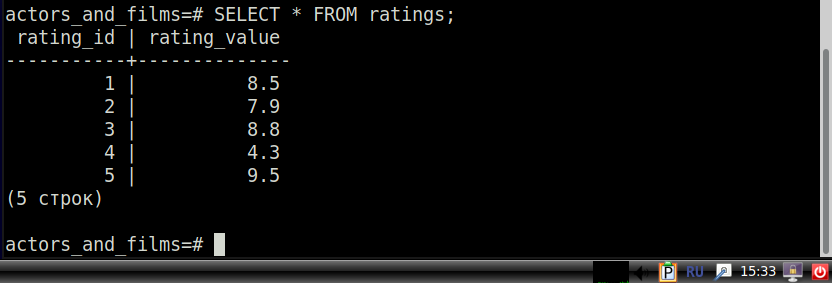 actors_and_films=# SELECT * FROM ratings;
 rating_id | rating_value
-----------+--------------
         1 |          8.5
         2 |          7.9
         3 |          8.8
         4 |          4.3
         5 |          9.5
(5 строк)
actors_and_films=#
P RU 15:33